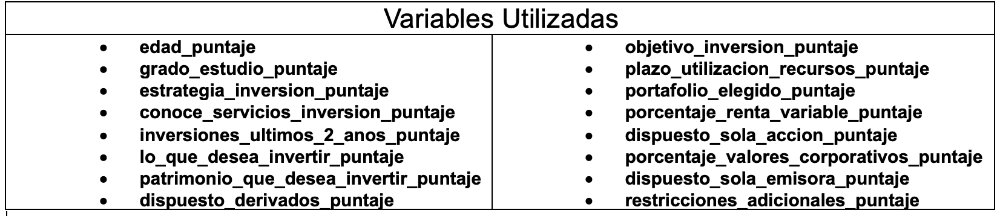 Variables Utilizadas
• edad_puntaje
• grado_estudio_puntaje
• estrategia_inversion_puntaje
• conoce_servicios_inversion_puntaje
• inversiones_ultimos_2_anos_puntaje
• lo_que_desea_invertir_puntaje
• patrimonio_que_desea_invertir_puntaje
• dispuesto_derivados_puntaje
• objetivo_inversion_puntaje
• plazo_utilizacion_recursos_puntaje
• portafolio_elegido_puntaje
• porcentaje_renta_variable_puntaje
• dispuesto_sola_accion_puntaje
• porcentaje_valores_corporativos_puntaje
• dispuesto_sola_emisora_puntaje
• restricciones_adicionales_puntaje